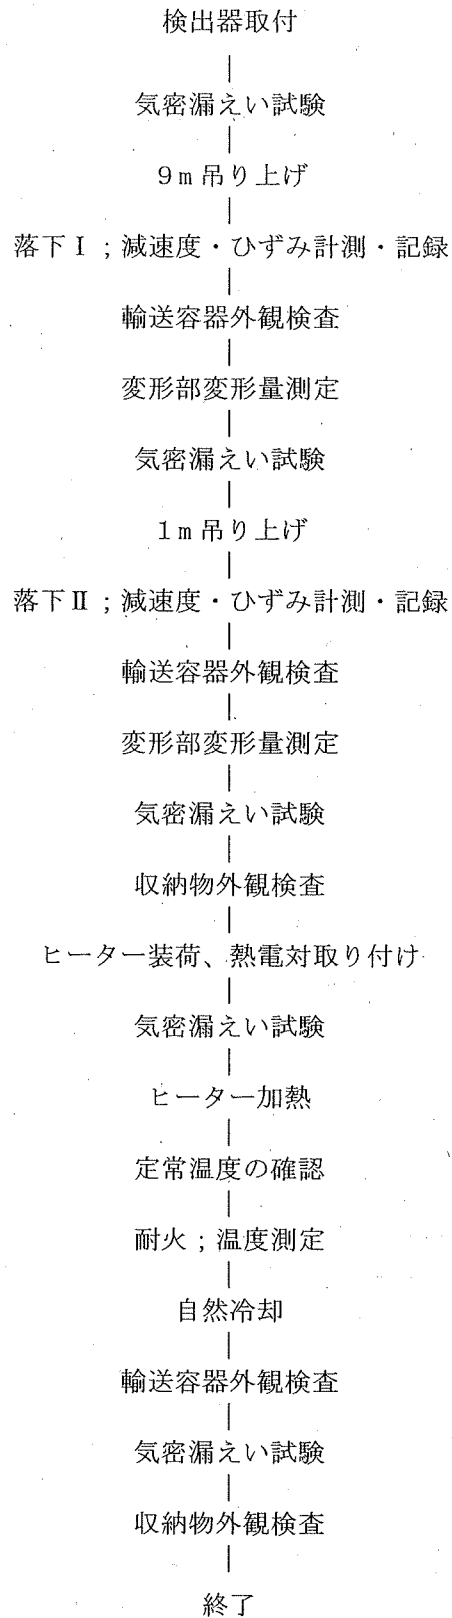 検出器取付
気密漏えい試験
9m吊り上げ
落下Ⅰ;減速度・ひずみ計測・記録
輸送容器外観検査
変形部変形量測定
気密漏えい試験
1m吊り上げ
落下Ⅱ;減速度・ひずみ計測・記録
輸送容器外観検査
変形部変形量測定
気密漏えい試験
収納物外観検査
ヒーター装荷、熱電対取り付け
気密漏えい試験
ヒーター加熱
定常温度の確認
耐火;温度測定
自然冷却
輸送容器外観検査
気密漏えい試験
収納物外観検査
終了